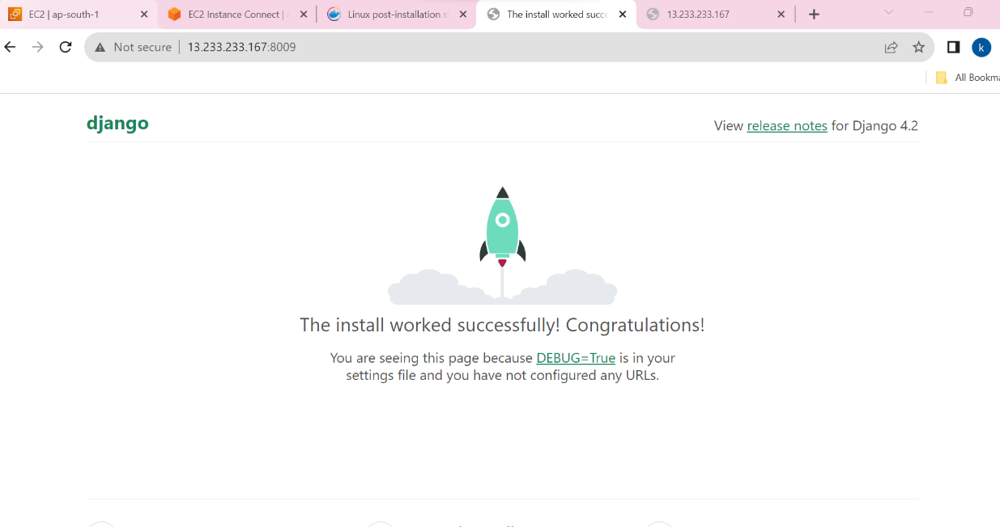 EC2 | ap-south-1
EC2 Instance Connect |
Linux post-installation s
The install worked succe
13.233.233.167
Not secure
13.233.233.167:8009
k
All Bookma
django
View release notes for Django 4.2
The install worked successfully! Congratulations!
You are seeing this page because DEBUG=True is in your
settings file and you have not configured any URLs.